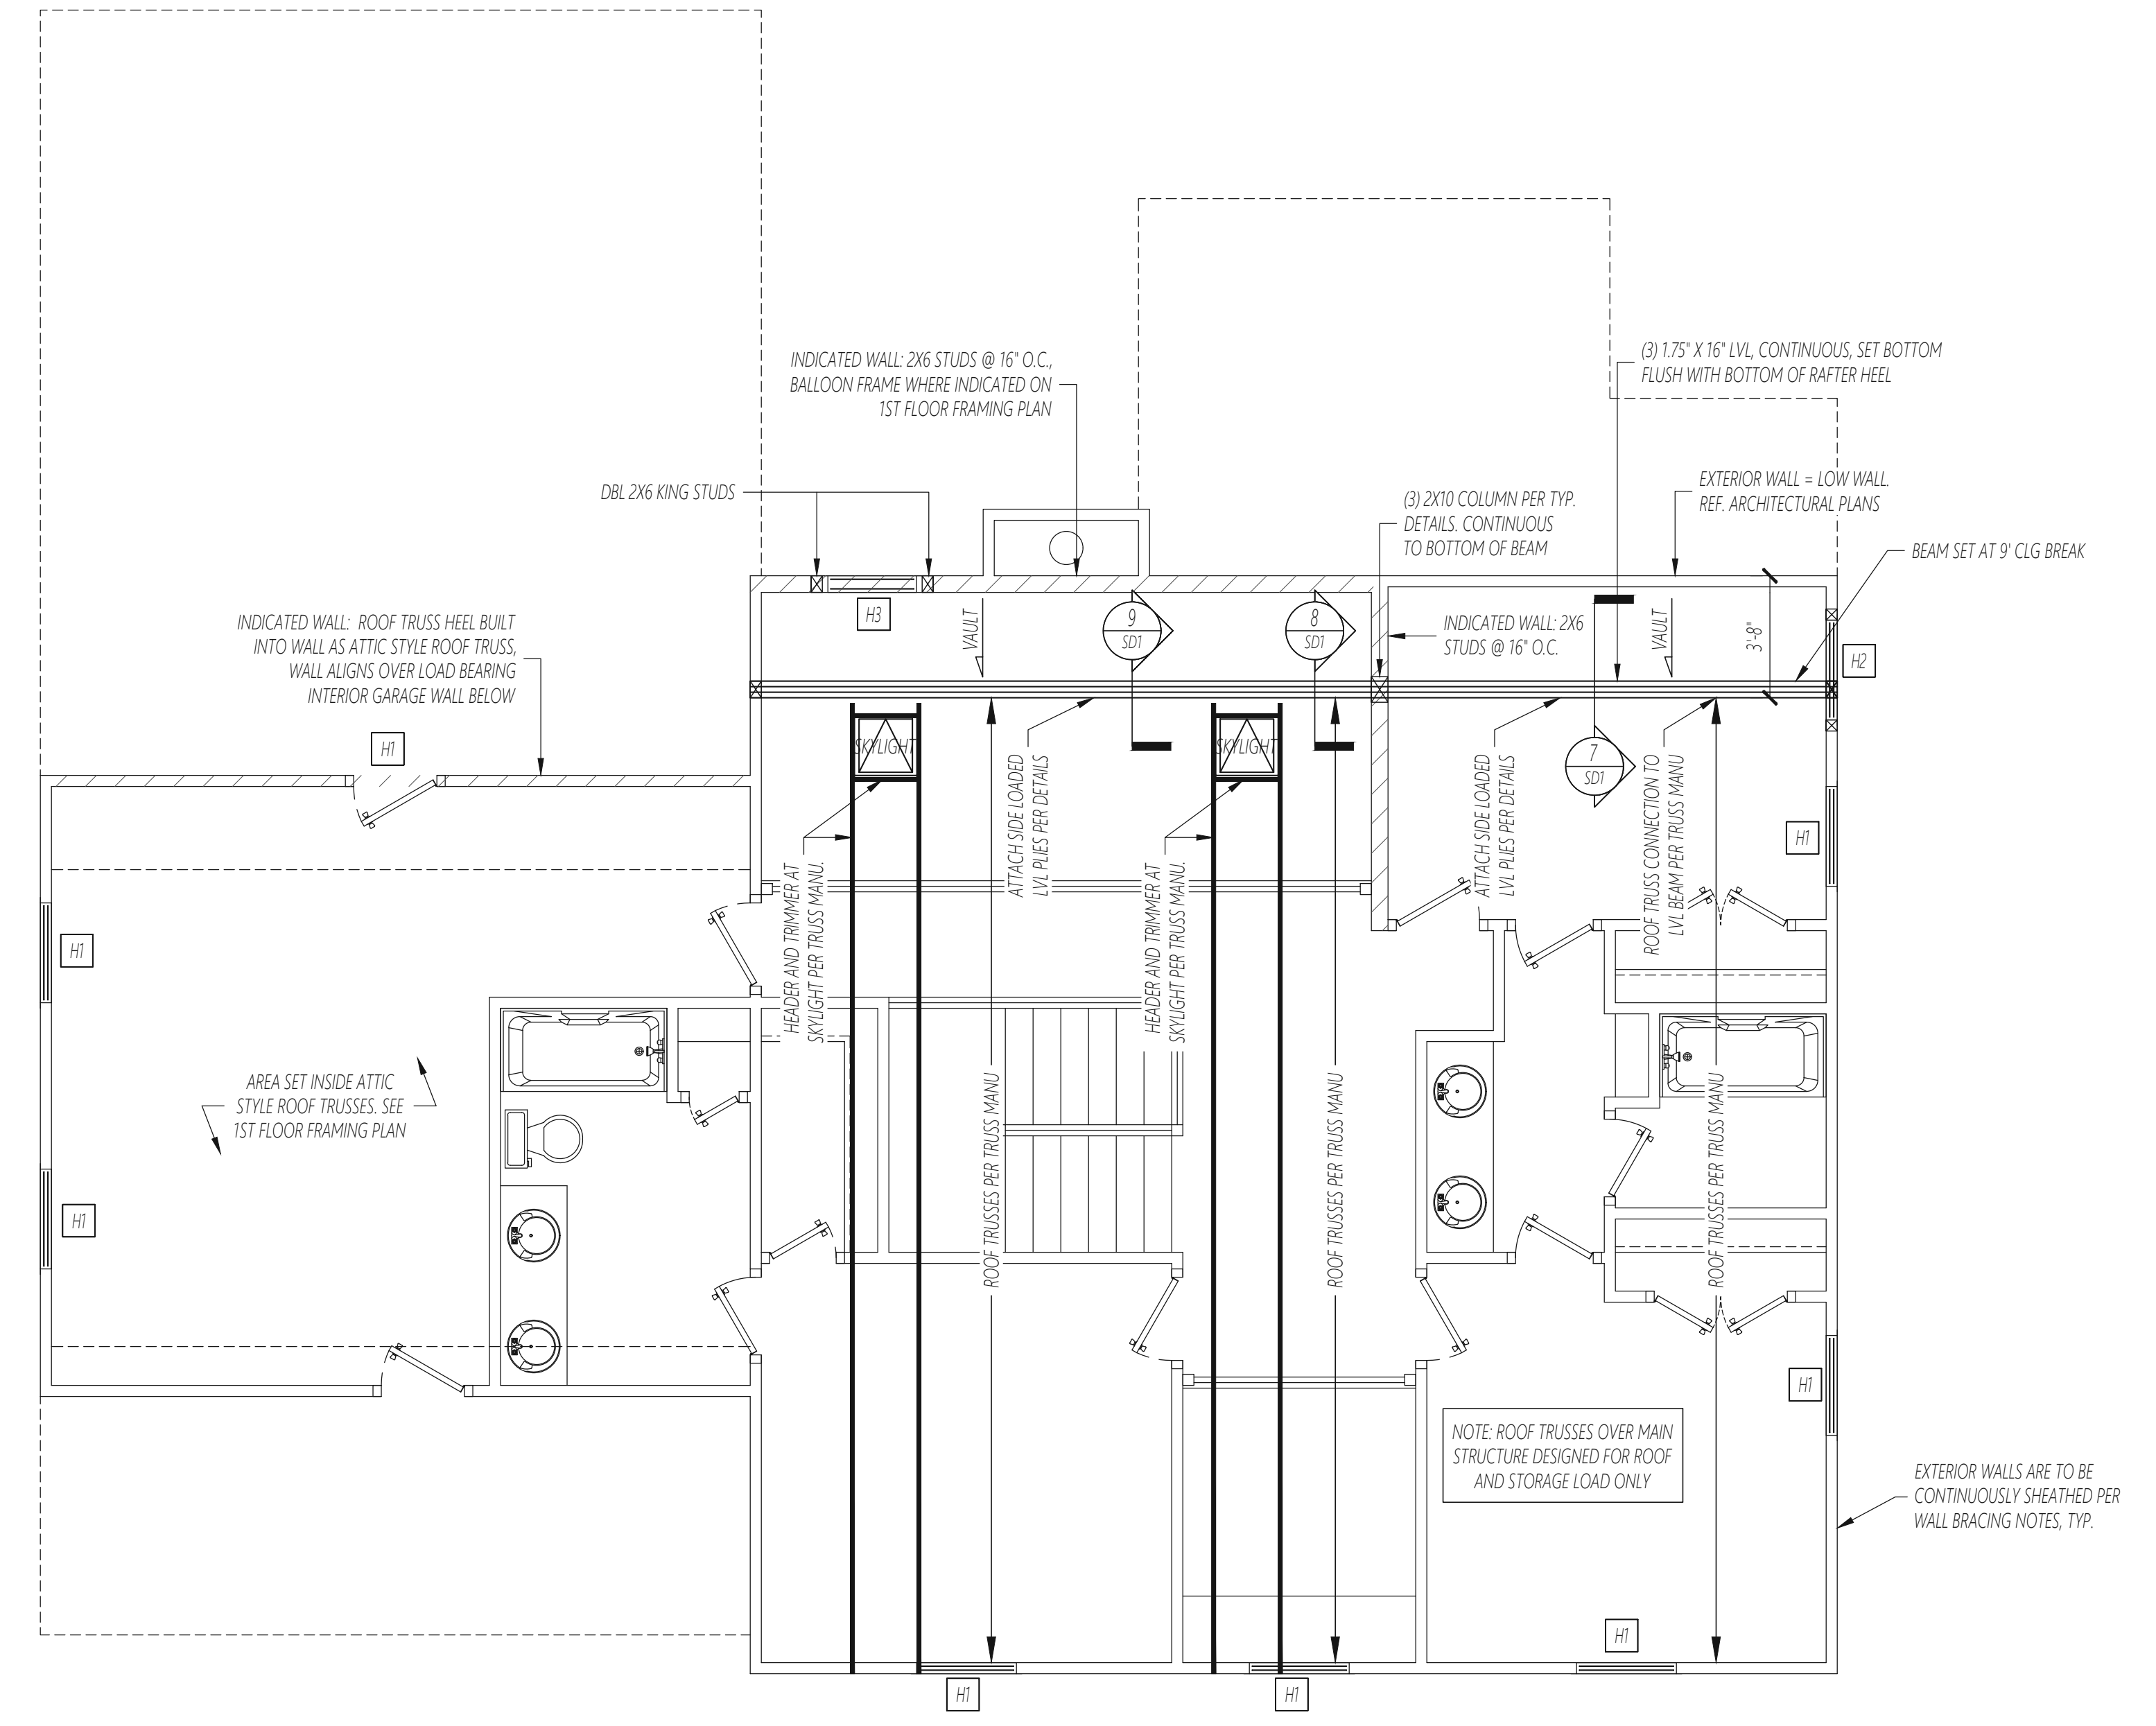 INDICATED WALL: 2X6 STUDS @ 16" O.C.,
BALLOON FRAME WHERE INDICATED ON
1ST FLOOR FRAMING PLAN
(3) 1.75" X 16" LVL, CONTINUOUS, SET BOTTOM
FLUSH WITH BOTTOM OF RAFTER HEEL
DBL 2X6 KING STUDS
(3) 2X10 COLUMN PER TYP.
DETAILS. CONTINUOUS
TO BOTTOM OF BEAM
EXTERIOR WALL = LOW WALL.
REF. ARCHITECTURAL PLANS
BEAM SET AT 9' CLG BREAK
INDICATED WALL: ROOF TRUSS HEEL BUILT
INTO WALL AS ATTIC STYLE ROOF TRUSS,
WALL ALIGNS OVER LOAD BEARING
INTERIOR GARAGE WALL BELOW
H3
VAULT
9
SD1
8
SD1
INDICATED WALL: 2X6
STUDS @ 16" O.C.
VAULT
3'-8"
H2
H1
SKYLIGHT
SKYLIGHT
7
SD1
ATTACH SIDE LOADED
LVL PLIES PER DETAILS
ATTACH SIDE LOADED
LVL PLIES PER DETAILS
ROOF TRUSS CONNECTION TO
LVL BEAM PER TRUSS MANU
H1
HEADER AND TRIMMER AT
SKYLIGHT PER TRUSS MANU.
HEADER AND TRIMMER AT
SKYLIGHT PER TRUSS MANU.
H1
AREA SET INSIDE ATTIC
STYLE ROOF TRUSSES. SEE
1ST FLOOR FRAMING PLAN
ROOF TRUSSES PER TRUSS MANU
ROOF TRUSSES PER TRUSS MANU
ROOF TRUSSES PER TRUSS MANU
H1
H1
NOTE: ROOF TRUSSES OVER MAIN
STRUCTURE DESIGNED FOR ROOF
AND STORAGE LOAD ONLY
EXTERIOR WALLS ARE TO BE
CONTINUOUSLY SHEATHED PER
WALL BRACING NOTES, TYP.
H1
H1
H1